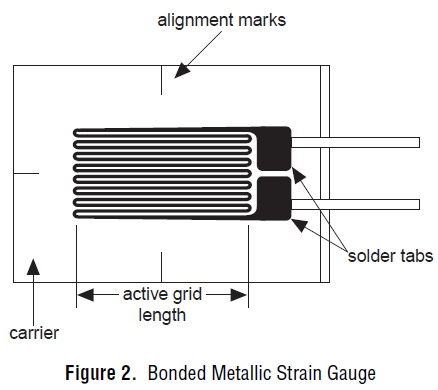 alignment marks
solder tabs
active grid
length
carrier
Figure 2. Bonded Metallic Strain Gauge